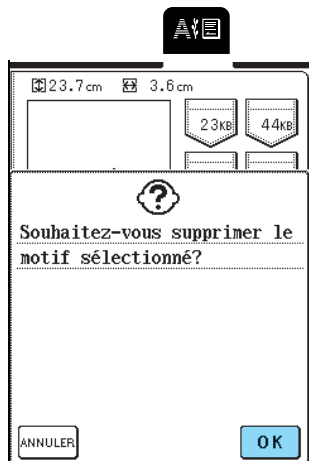 A
23.7cm 3.6cm
23KB 44KB
?
Souhaitez-vous supprimer le
motif sélectionné?
ANNULER OK